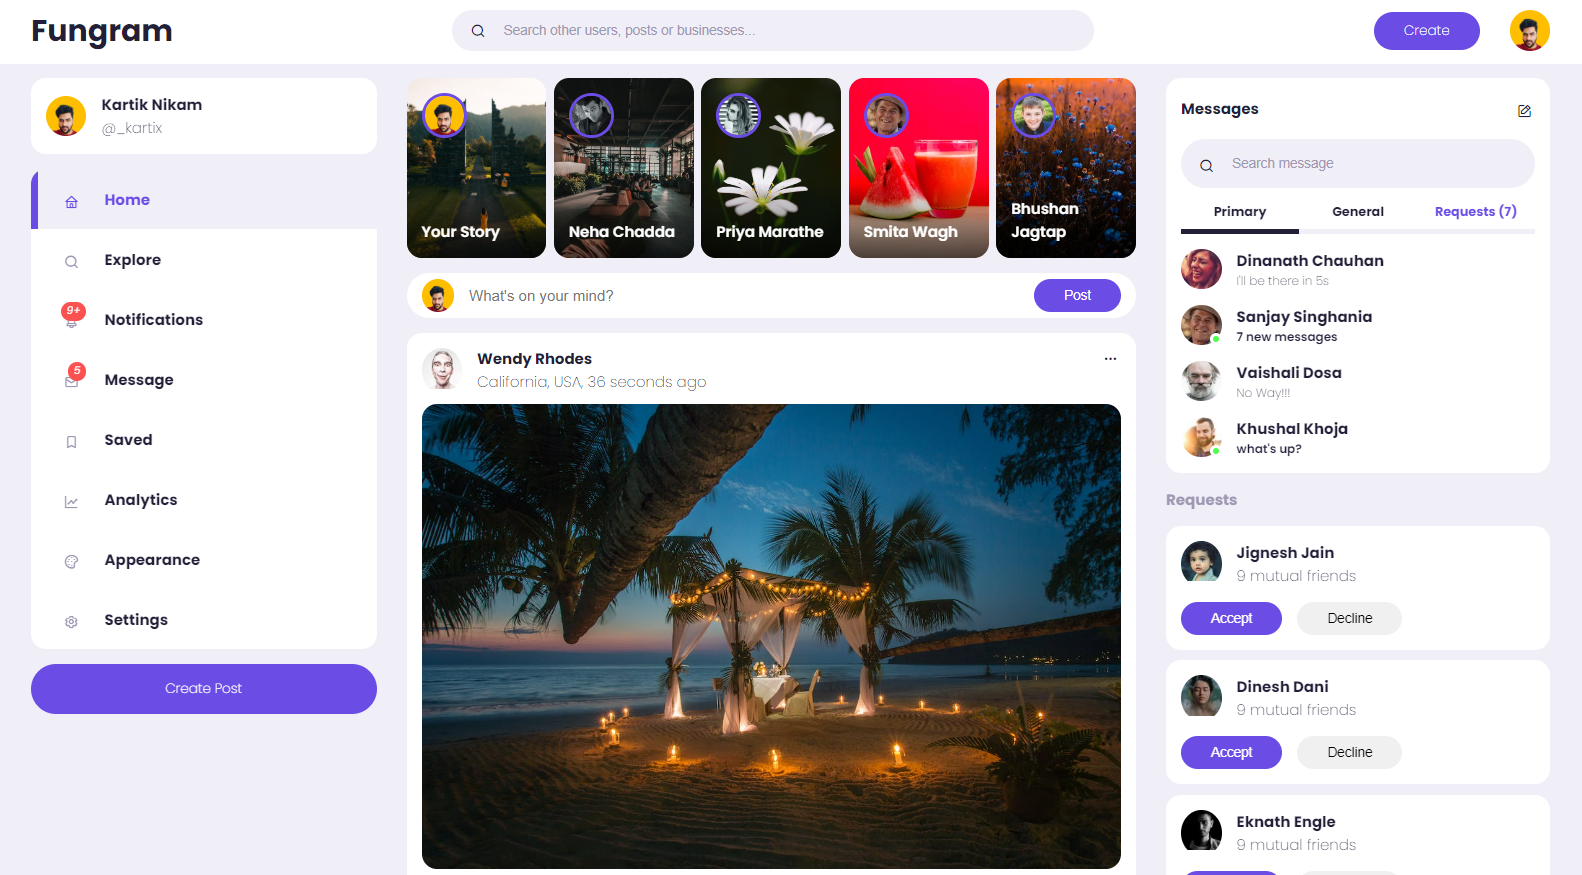 Fungram
Search other users, posts or businesses...
Create
Kartik Nikam
@_kartix
Home
Explore
9+
Notifications
5
Message
Saved
Analytics
Appearance
Settings
Create Post
Your Story
Neha Chadda
Priya Marathe
Smita Wagh
Bhushan
Jagtap
What's on your mind?
Post
Wendy Rhodes
California, USA, 36 seconds ago
Messages
Search message
Primary
General
Requests (7)
Dinanath Chauhan
I'll be there in 5s
Sanjay Singhania
7 new messages
Vaishali Dosa
No Way!!!
Khushal Khoja
what's up?
Requests
Jignesh Jain
9 mutual friends
Accept
Decline
Dinesh Dani
9 mutual friends
Accept
Decline
Eknath Engle
9 mutual friends